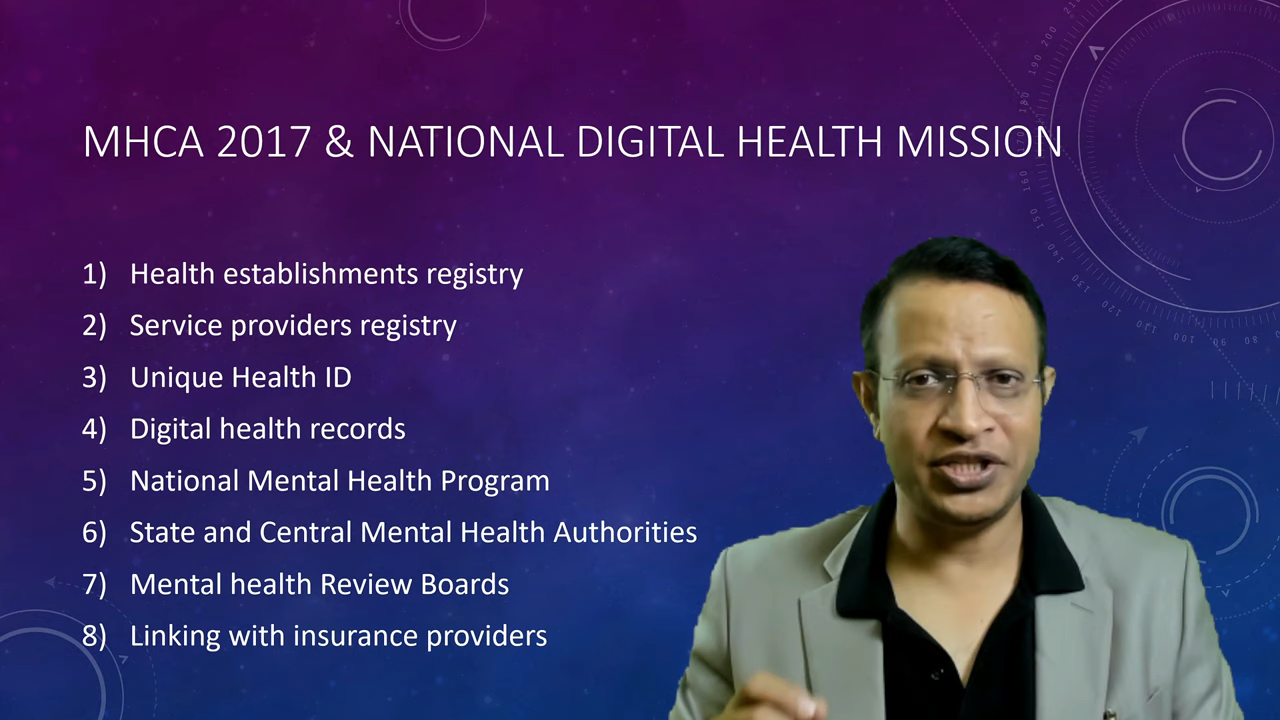 MHCA 2017 & NATIONAL DIGITAL HEALTH MISSION
1) Health establishments registry
2) Service providers registry
3) Unique Health ID
4) Digital health records
5) National Mental Health Program
6) State and Central Mental Health Authorities
7) Mental health Review Boards
8) Linking with insurance providers